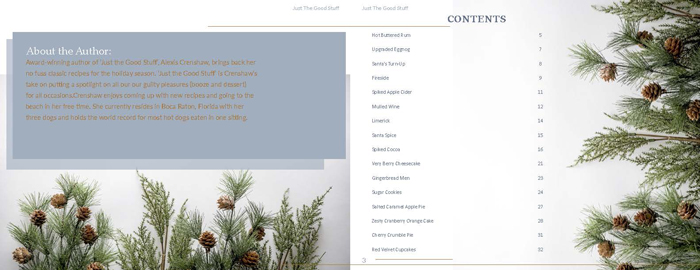 Just The Good Stuff
Just The Good Stuff
About the Author:
Award-winning author of 'Just the Good Stuff', Alexis Crenshaw, brings back her
no-fuss classic recipes for the holiday season. 'Just the Good Stuff' is Crenshaw's
take on putting a spotlight on all our guilty pleasures (booze and dessert)
for all occasions. Crenshaw enjoys coming up with new recipes and going to the
beach in her free time. She currently resides in Boca Raton, Florida with her
three dogs and holds the world record for most hot dogs eaten in one sitting.
CONTENTS
Hot Buttered Rum 5
Upgraded Eggnog 7
Santa's Turn-Up 8
Fireside 9
Spiked Apple Cider 11
Mulled Wine 12
Limerick 14
Santa Spice 15
Spiked Cocoa 16
Very Berry Cheesecake 21
Gingerbread Men 23
Sugar Cookies 24
Salted Caramel Apple Pie 27
Zesty Cranberry Orange Cake 28
Cherry Crumble Pie 31
Red Velvet Cupcakes 32
3